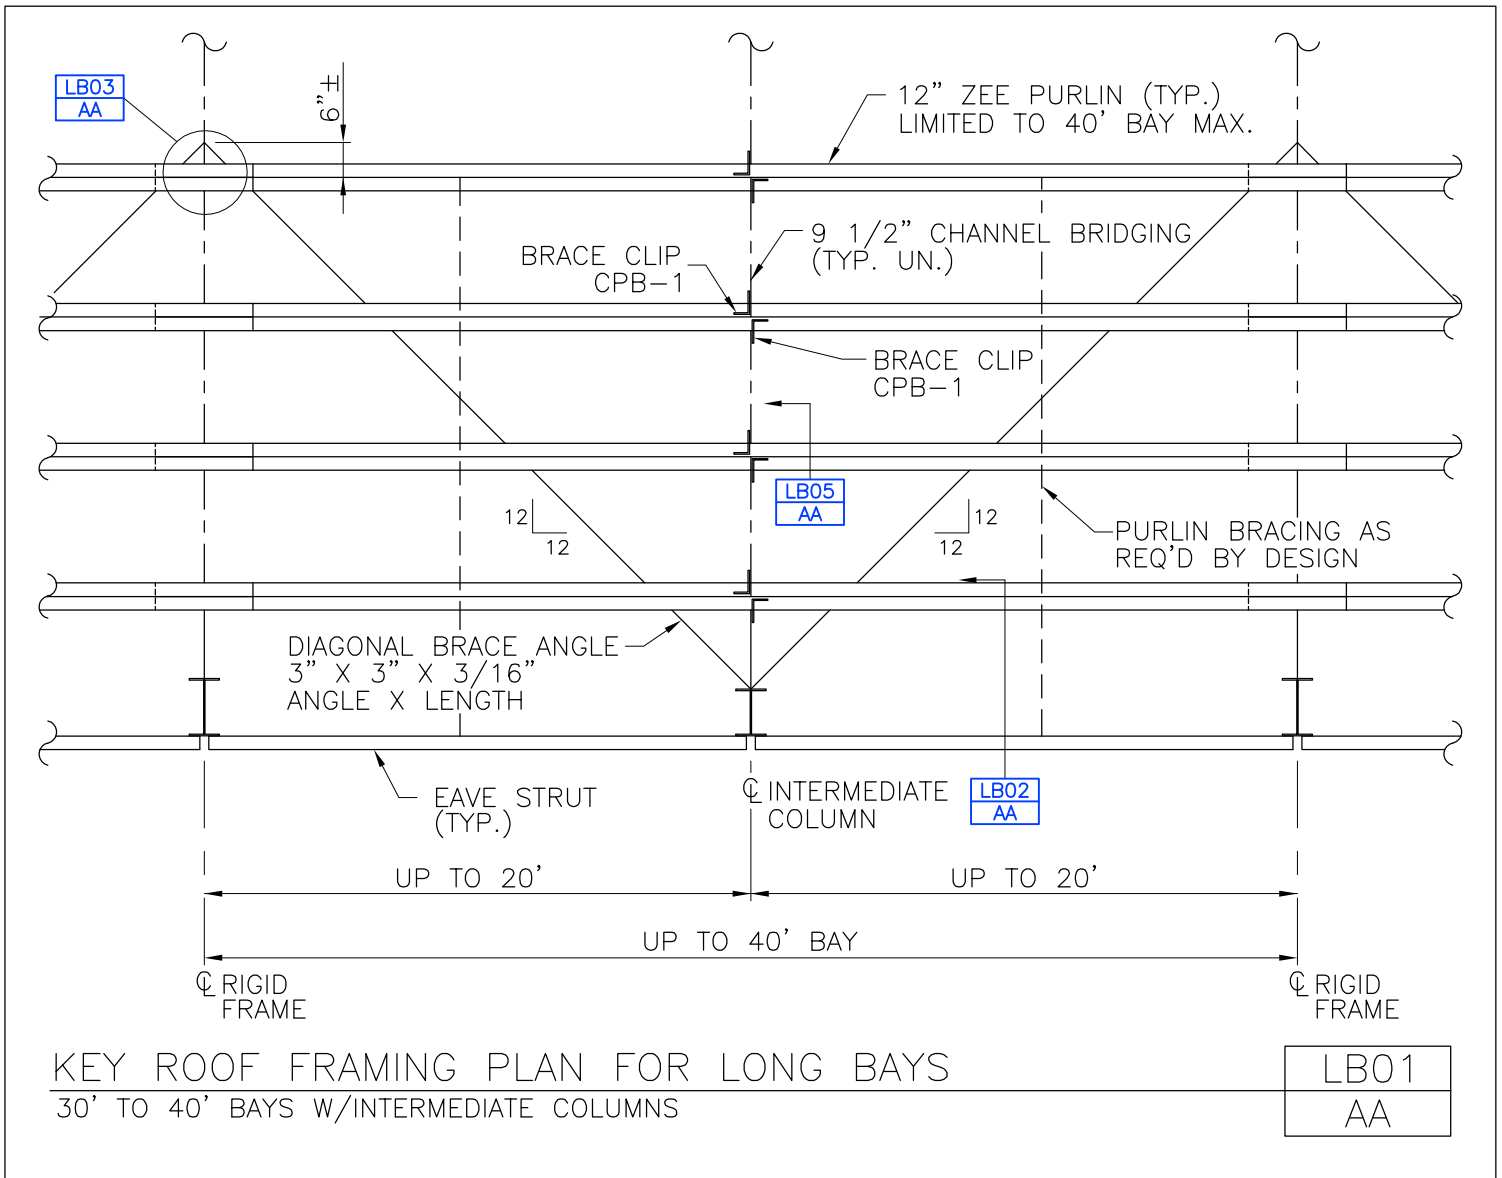 LB03
AA
6"±
12" ZEE PURLIN (TYP.)
LIMITED TO 40' BAY MAX.
9 1/2" CHANNEL BRIDGING
(TYP. UN.)
BRACE CLIP
CPB-1
BRACE CLIP
CPB-1
LB05
AA
12
12
12
12
PURLIN BRACING AS
REQ'D BY DESIGN
DIAGONAL BRACE ANGLE
3" X 3" X 3/16"
ANGLE X LENGTH
EAVE STRUT
(TYP.)
℄ INTERMEDIATE
COLUMN
LB02
AA
UP TO 20'
UP TO 20'
UP TO 40' BAY
℄ RIGID
FRAME
℄ RIGID
FRAME
KEY ROOF FRAMING PLAN FOR LONG BAYS
30' TO 40' BAYS W/INTERMEDIATE COLUMNS
LB01
AA